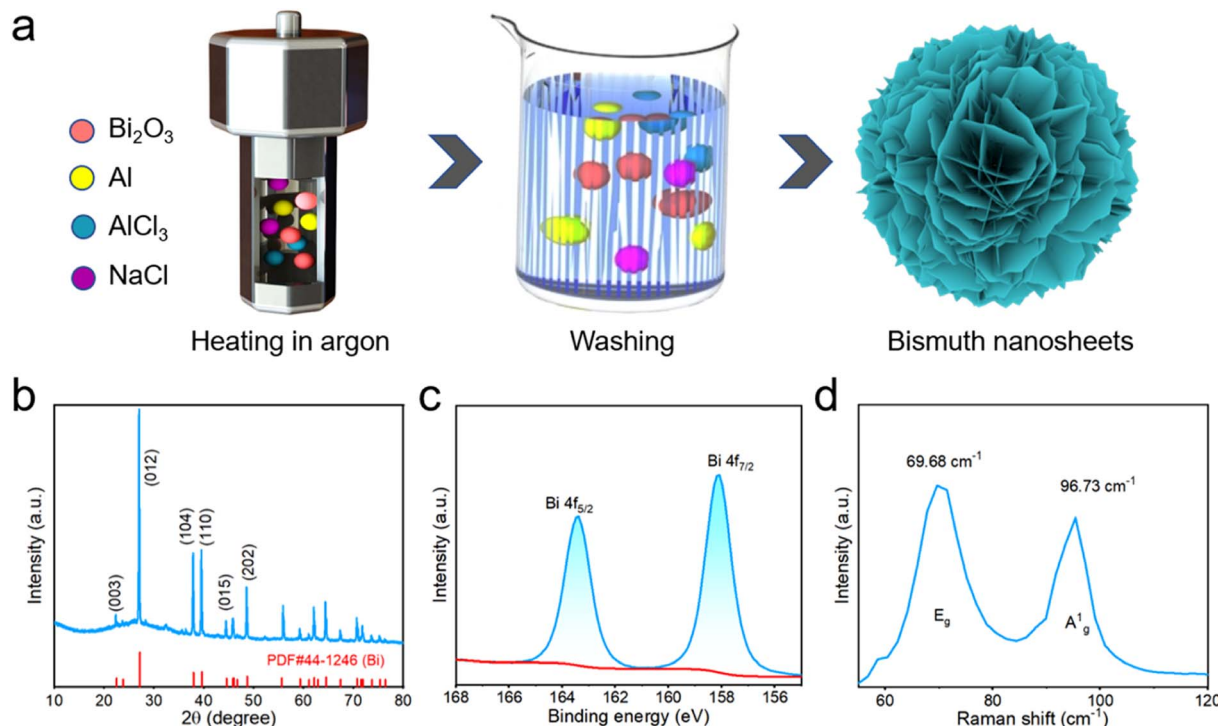 a
Bi₂O₃
Al
AlCl₃
NaCl
Heating in argon
Washing
Bismuth nanosheets
b
Intensity (a.u.)
(003)
(012)
(104)
(110)
(015)
(202)
PDF#44-1246 (Bi)
10 20 30 40 50 60 70 80
2θ (degree)
c
Intensity (a.u.)
Bi 4f₅/₂
Bi 4f₇/₂
168 166 164 162 160 158 156
Binding energy (eV)
d
Intensity (a.u.)
69.68 cm⁻¹
96.73 cm⁻¹
E_g
A¹_g
60 80 100 120
Raman shift (cm⁻¹)